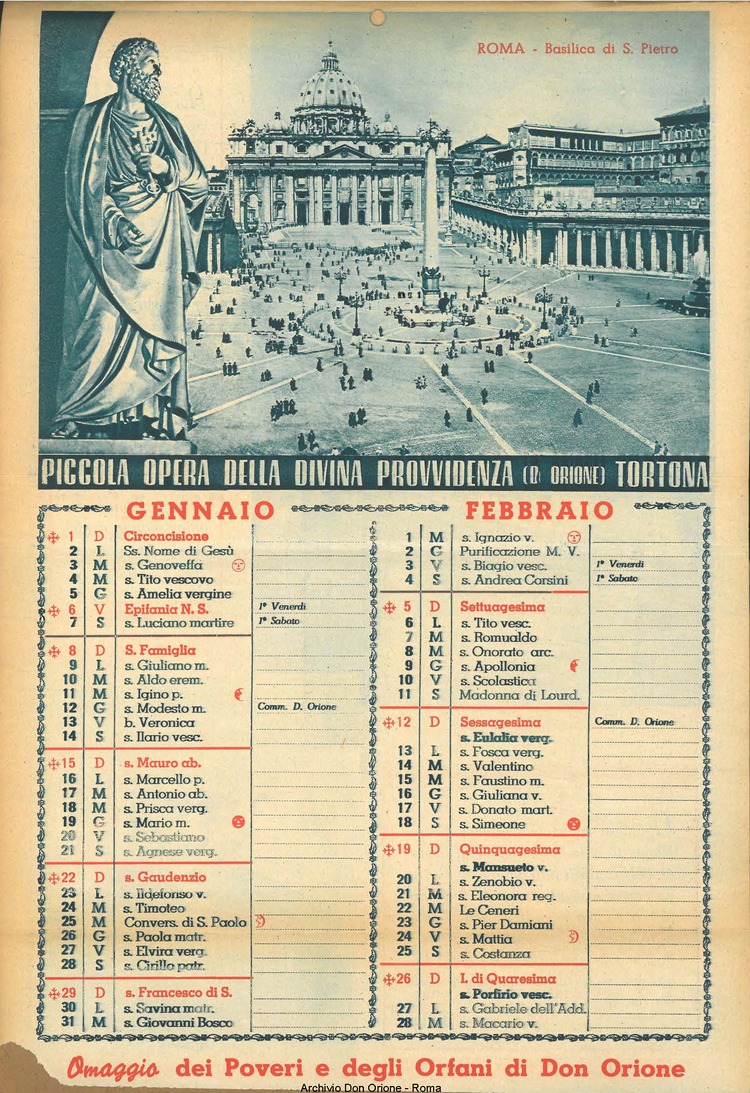 ROMA - Basilica di S. Pietro
PICCOLA OPERA DELLA DIVINA PROVVIDENZA (D. ORIONE) TORTONA
GENNAIO
1 D Circoncisione
2 L Ss. Nome di Gesù
3 M s. Genoveffa
4 M s. Tito vescovo
5 G s. Amelia vergine
6 V Epifania N. S. 1° Venerdì
7 S s. Luciano martire 1° Sabato
8 D S. Famiglia
9 L s. Giuliano m.
10 M s. Aldo erem.
11 M s. Igino p.
12 G s. Modesto m. Comm. D. Orione
13 V b. Veronica
14 S s. Ilario vesc.
15 D s. Mauro ab.
16 L s. Marcello p.
17 M s. Antonio ab.
18 M s. Prisca verg.
19 G s. Mario m.
20 V s. Sebastiano
21 S s. Agnese verg.
22 D s. Gaudenzio
23 L s. Ildefonso v.
24 M s. Timoteo
25 M Convers. di S. Paolo
26 G s. Paola matr.
27 V s. Elvira verg.
28 S s. Cirillo patr.
29 D s. Francesco di S.
30 L s. Savina matr.
31 M s. Giovanni Bosco
FEBBRAIO
1 M s. Ignazio v.
2 G Purificazione M. V.
3 V s. Biagio vesc. 1° Venerdì
4 S s. Andrea Corsini 1° Sabato
5 D Settuagesima
6 L s. Tito vesc.
7 M s. Romualdo
8 M s. Onorato arc.
9 G s. Apollonia
10 V s. Scolastica
11 S Madonna di Lourd.
12 D Sessagesima Comm. D. Orione
s. Eulalia verg.
13 L s. Fosca verg.
14 M s. Valentino
15 M s. Faustino m.
16 G s. Giuliana v.
17 V s. Donato mart.
18 S s. Simeone
19 D Quinquagesima
s. Mansueto v.
20 L s. Zenobio v.
21 M s. Eleonora reg.
22 M Le Ceneri
23 G s. Pier Damiani
24 V s. Mattia
25 S s. Costanza
26 D I. di Quaresima
s. Porfirio vesc.
27 L s. Gabriele dell'Add.
28 M s. Macario v.
Omaggio dei Poveri e degli Orfani di Don Orione
Archivio Don Orione - Roma